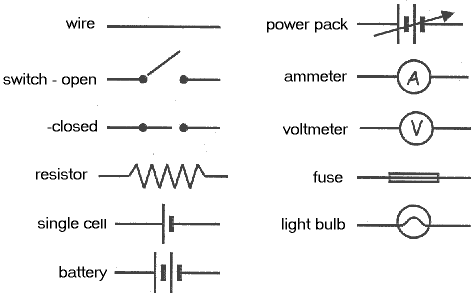 wire
switch - open
-closed
resistor
single cell
battery
power pack
ammeter
A
voltmeter
V
fuse
light bulb